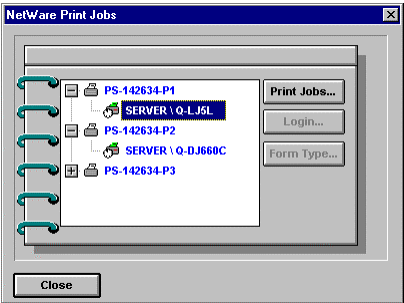 NetWare Print Jobs
PS-142634-P1
SERVER \ Q-LJ5L
PS-142634-P2
SERVER \ Q-DJ660C
PS-142634-P3
Print Jobs...
Login...
Form Type...
Close